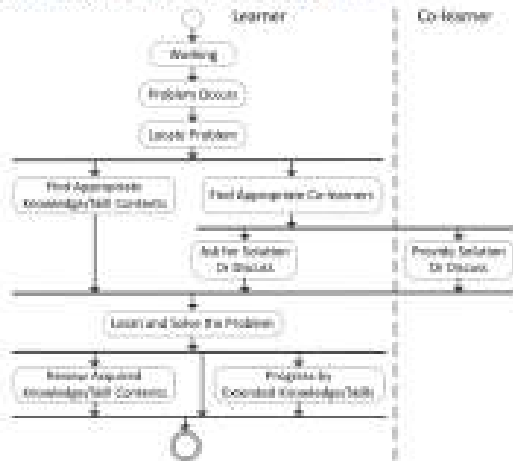 Learner
Co-learner
Working
Problem Occurs
Locate Problem
Find Appropriate
Knowledge/Skill Contents
Find Appropriate Co-learners
Ask for Solution
Or Discuss
Provide Solution
Or Discuss
Learn and Solve the Problem
Acquired
Knowledge/Skill Contents
Progress by
Extended Knowledge/Skills